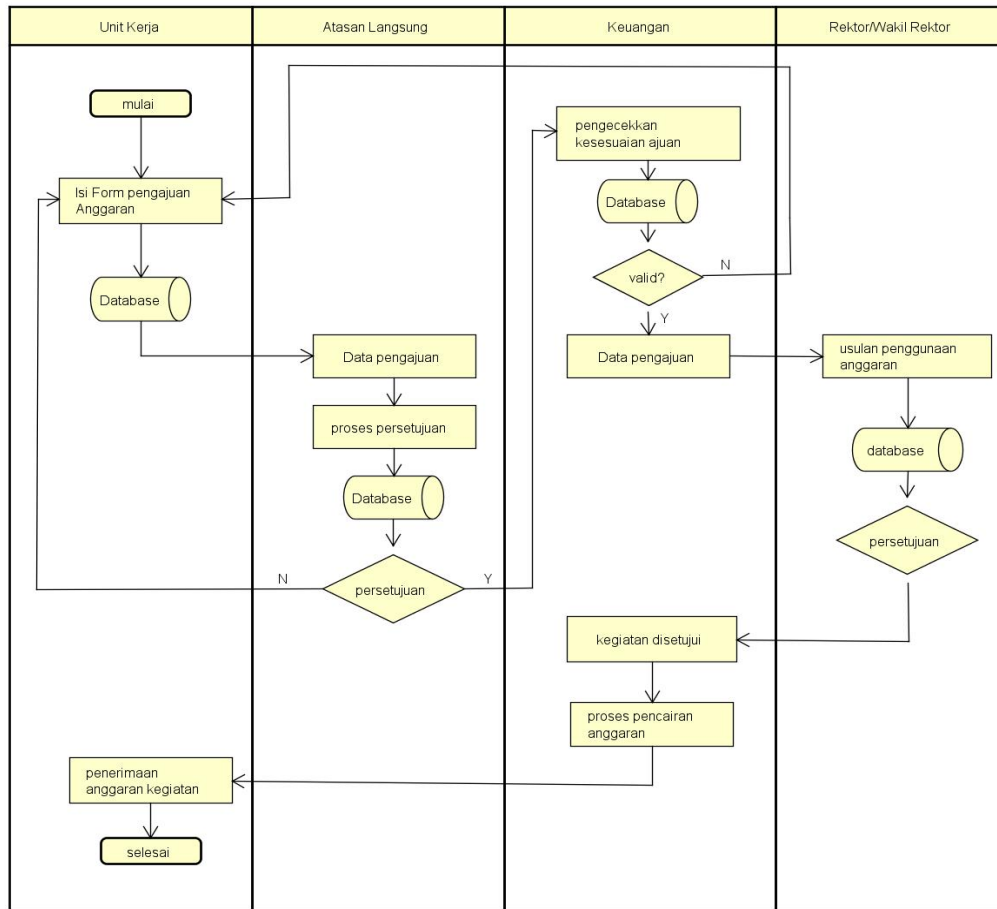 Unit Kerja
Atasan Langsung
Keuangan
Rektor/Wakil Rektor
mulai
Isi Form pengajuan
Anggaran
Database
Data pengajuan
proses persetujuan
Database
persetujuan
N
Y
pengecekkan
kesesuaian ajuan
Database
valid?
N
Y
Data pengajuan
usulan penggunaan
anggaran
database
persetujuan
kegiatan disetujui
proses pencairan
anggaran
penerimaan
anggaran kegiatan
selesai